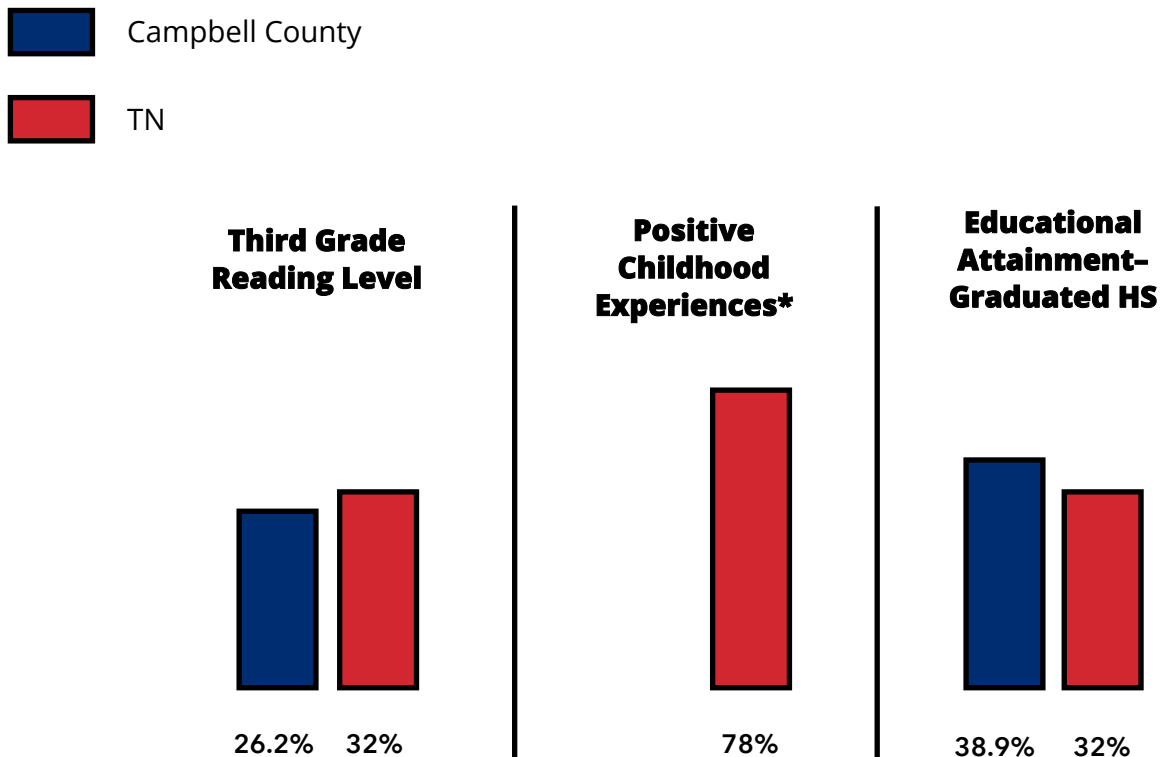 Campbell County
TN
Third Grade
Reading Level
Positive
Childhood
Experiences*
Educational
Attainment–
Graduated HS
26.2% 32%
78%
38.9% 32%